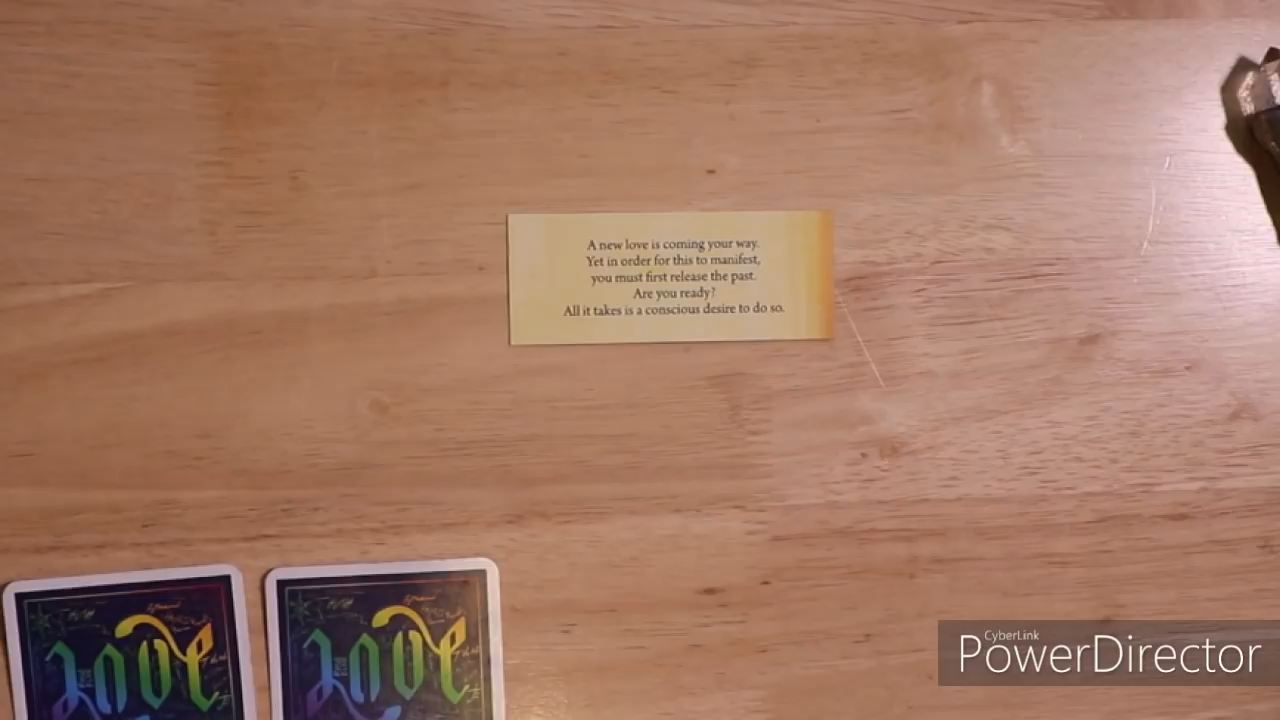 A new love is coming your way.
Yet in order for this to manifest,
you must first release the past.
Are you ready?
All it takes is a conscious desire to do so.
Love
Love
CyberLink
PowerDirector